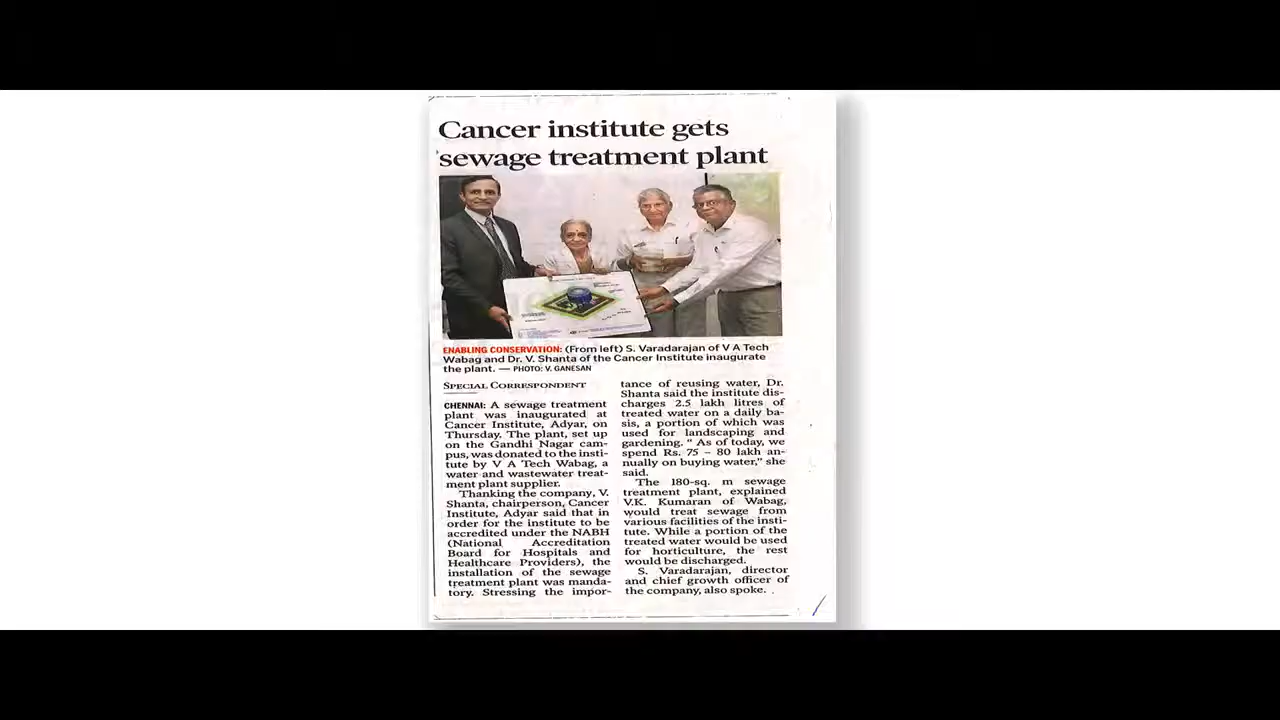 Cancer institute gets
sewage treatment plant
ENABLING CONSERVATION: (From left) S. Varadarajan of V A Tech
Wabag and Dr. V. Shanta of the Cancer Institute inaugurate
the plant. — PHOTO: V. GANESAN
SPECIAL CORRESPONDENT
CHENNAI: A sewage treatment
plant was inaugurated at
Cancer Institute, Adyar, on
Thursday. The plant, set up
on the Gandhi Nagar cam-
pus, was donated to the insti-
tute by V A Tech Wabag, a
water and wastewater treat-
ment plant supplier.
Thanking the company, V.
Shanta, chairperson, Cancer
Institute, Adyar said that in
order for the institute to be
accredited under the NABH
(National Accreditation
Board for Hospitals and
Healthcare Providers), the
installation of the sewage
treatment plant was manda-
tory. Stressing the impor-
tance of reusing water, Dr.
Shanta said the institute dis-
charges 2.5 lakh litres of
treated water on a daily ba-
sis, a portion of which was
used for landscaping and
gardening. “ As of today, we
spend Rs. 75 – 80 lakh an-
nually on buying water,” she
said.
The 180-sq. m sewage
treatment plant, explained
V.K. Kumaran of Wabag,
would treat sewage from
various facilities of the insti-
tute. While a portion of the
treated water would be used
for horticulture, the rest
would be discharged.
S. Varadarajan, director
and chief growth officer of
the company, also spoke.